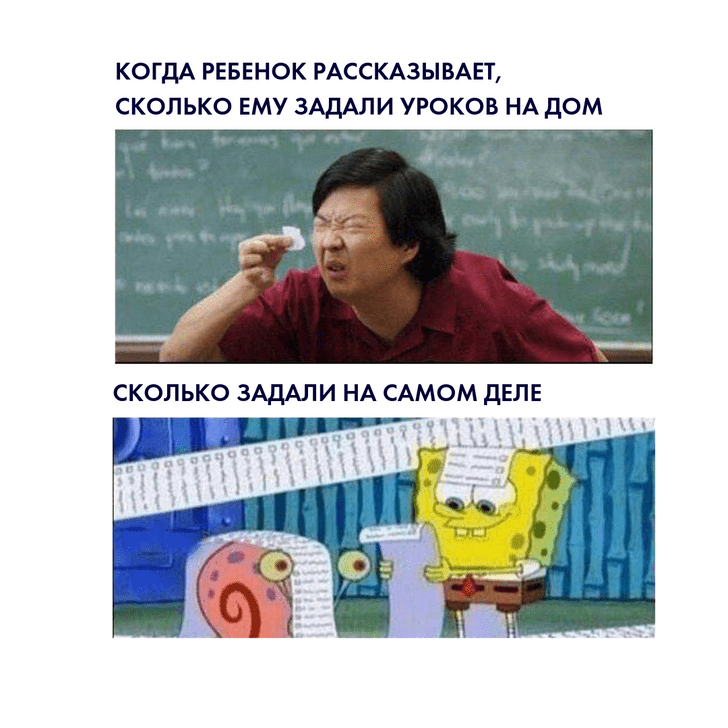 КОГДА РЕБЕНОК РАССКАЗЫВАЕТ,
СКОЛЬКО ЕМУ ЗАДАЛИ УРОКОВ НА ДОМ
СКОЛЬКО ЗАДАЛИ НА САМОМ ДЕЛЕ